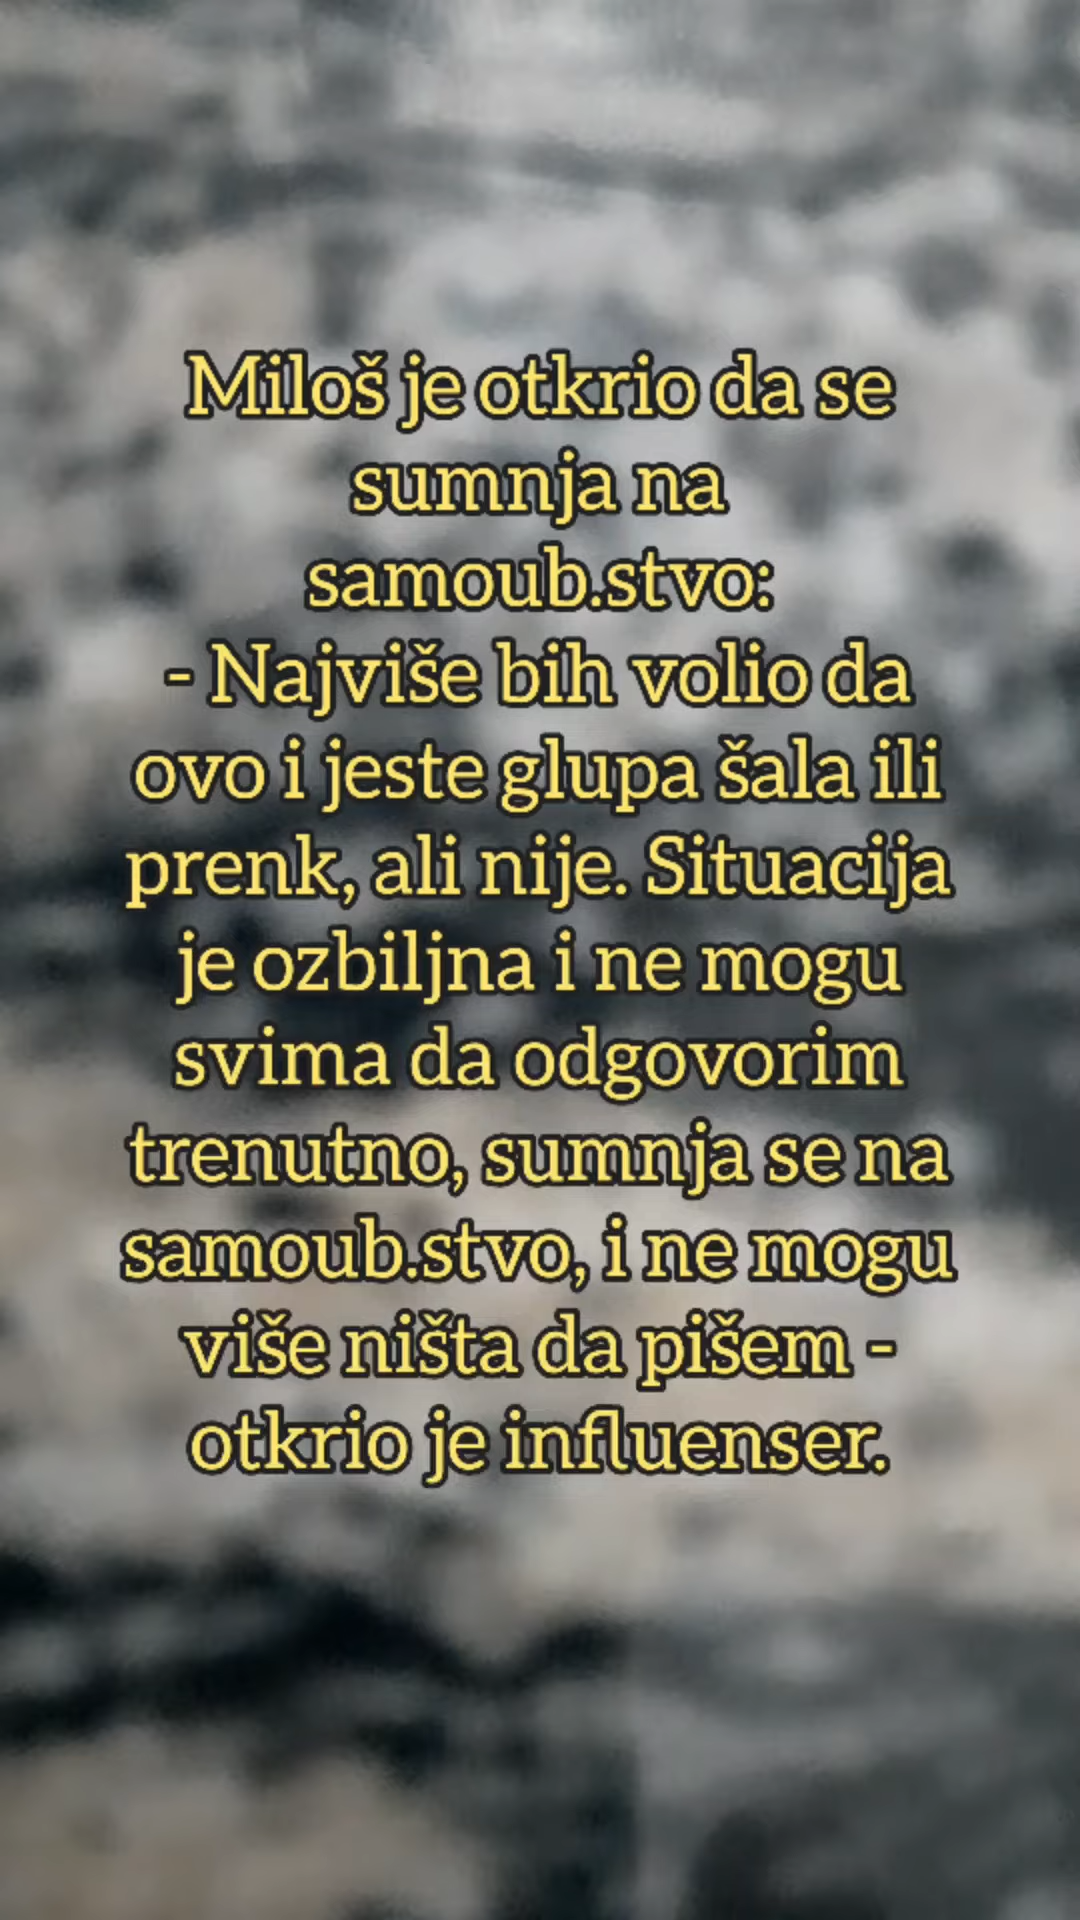 Miloš je otkrio da se
sumnja na
samoub.stvo:
- Najviše bih volio da
ovo i jeste glupa šala ili
prenk, ali nije. Situacija
je ozbiljna i ne mogu
svima da odgovorim
trenutno, sumnja se na
samoub.stvo, i ne mogu
više ništa da pišem -
otkrio je influenser.